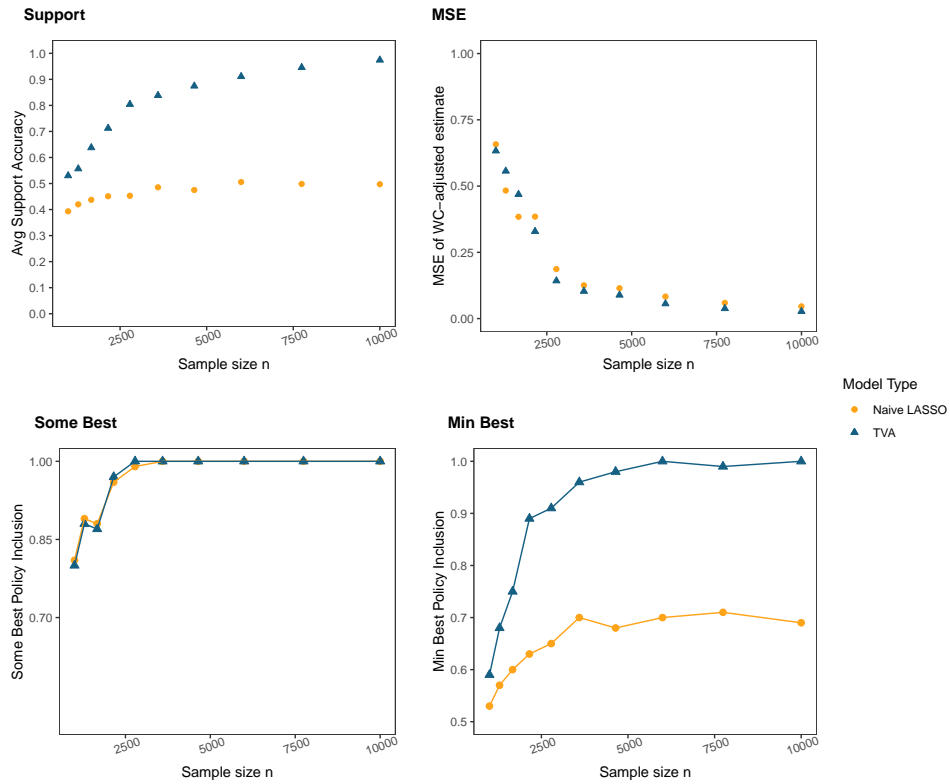 Support
Avg Support Accuracy
1.0
0.9
0.8
0.7
0.6
0.5
0.4
0.3
0.2
0.1
0.0
2500
5000
7500
10000
Sample size n
MSE
MSE of WC-adjusted estimate
1.00
0.75
0.50
0.25
0.00
2500
5000
7500
10000
Sample size n
Some Best
Some Best Policy Inclusion
1.00
0.85
0.70
2500
5000
7500
10000
Sample size n
Min Best
Min Best Policy Inclusion
1.0
0.9
0.8
0.7
0.6
0.5
2500
5000
7500
10000
Sample size n
Model Type
Naive LASSO
TVA